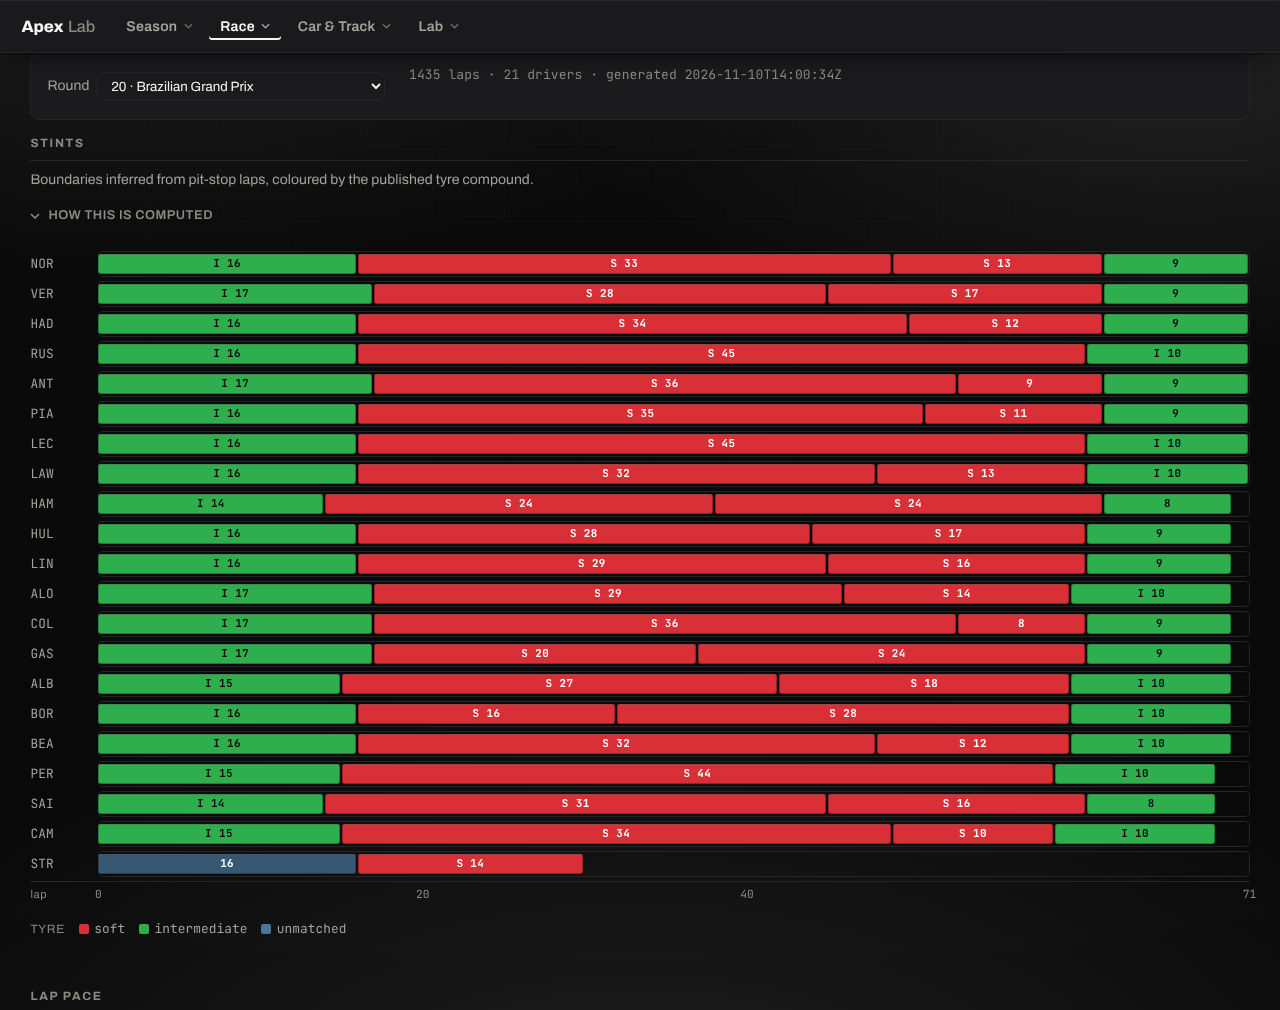 Apex Lab Season Race Car & Track Lab
Round 20 · Brazilian Grand Prix 1435 laps · 21 drivers · generated 2026-11-10T14:00:34Z
STINTS
Boundaries inferred from pit-stop laps, coloured by the published tyre compound.
HOW THIS IS COMPUTED
NOR I 16 S 33 S 13 9
VER I 17 S 28 S 17 9
HAD I 16 S 34 S 12 9
RUS I 16 S 45 I 10
ANT I 17 S 36 9 9
PIA I 16 S 35 S 11 9
LEC I 16 S 45 I 10
LAW I 16 S 32 S 13 I 10
HAM I 14 S 24 S 24 8
HUL I 16 S 28 S 17 9
LIN I 16 S 29 S 16 9
ALO I 17 S 29 S 14 I 10
COL I 17 S 36 8 9
GAS I 17 S 20 S 24 9
ALB I 15 S 27 S 18 I 10
BOR I 16 S 16 S 28 I 10
BEA I 16 S 32 S 12 I 10
PER I 15 S 44 I 10
SAI I 14 S 31 S 16 8
CAM I 15 S 34 S 10 I 10
STR 16 S 14
lap 0 20 40 71
TYRE soft intermediate unmatched
LAP PACE